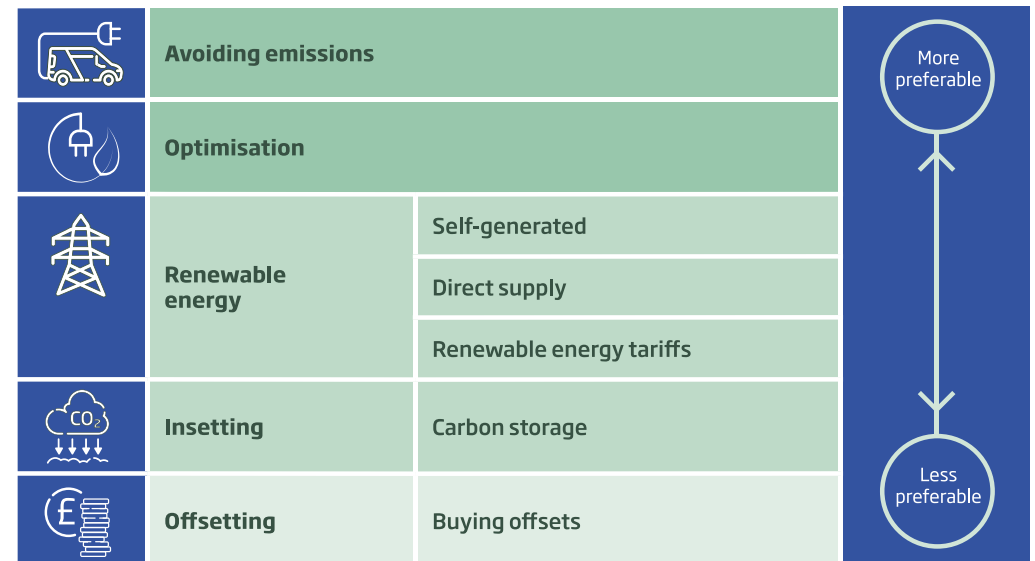 Avoiding emissions
More
preferable
Optimisation
Renewable
energy
Self-generated
Direct supply
Renewable energy tariffs
CO₂
Insetting
Carbon storage
£
Offsetting
Buying offsets
Less
preferable